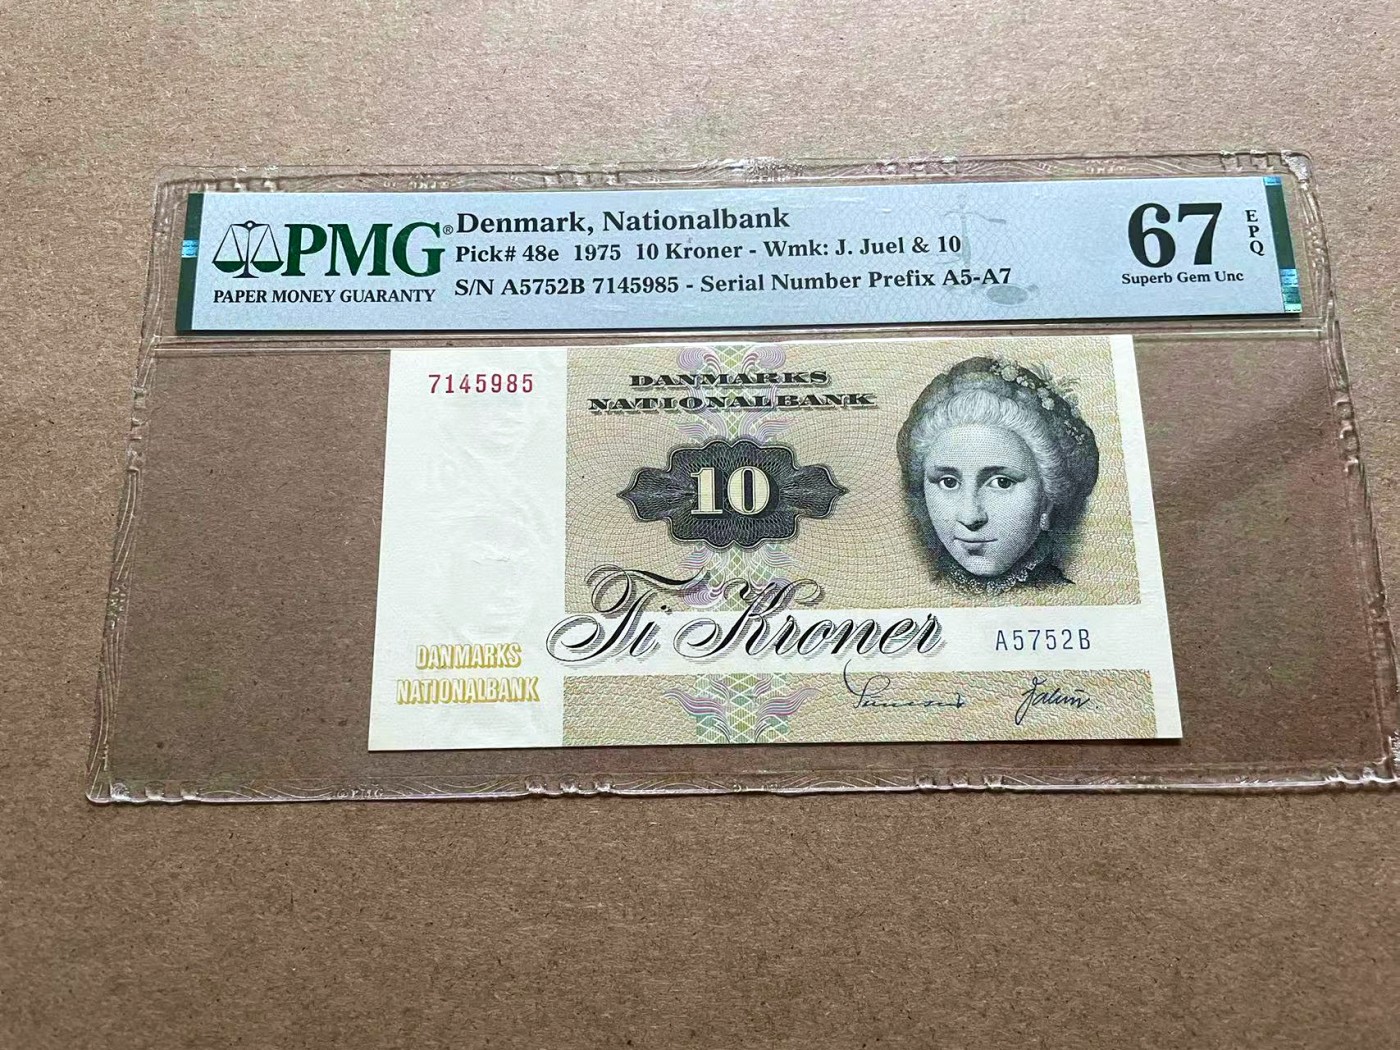 PMG®
PAPER MONEY GUARANTY
Denmark, Nationalbank
Pick# 48e 1975 10 Kroner - Wmk: J. Juel & 10
S/N A5752B 7145985 - Serial Number Prefix A5-A7
67 EPQ
Superb Gem Unc
7145985
DANMARKS
NATIONALBANK
10
Ti Kroner
A5752B
DANMARKS
NATIONALBANK